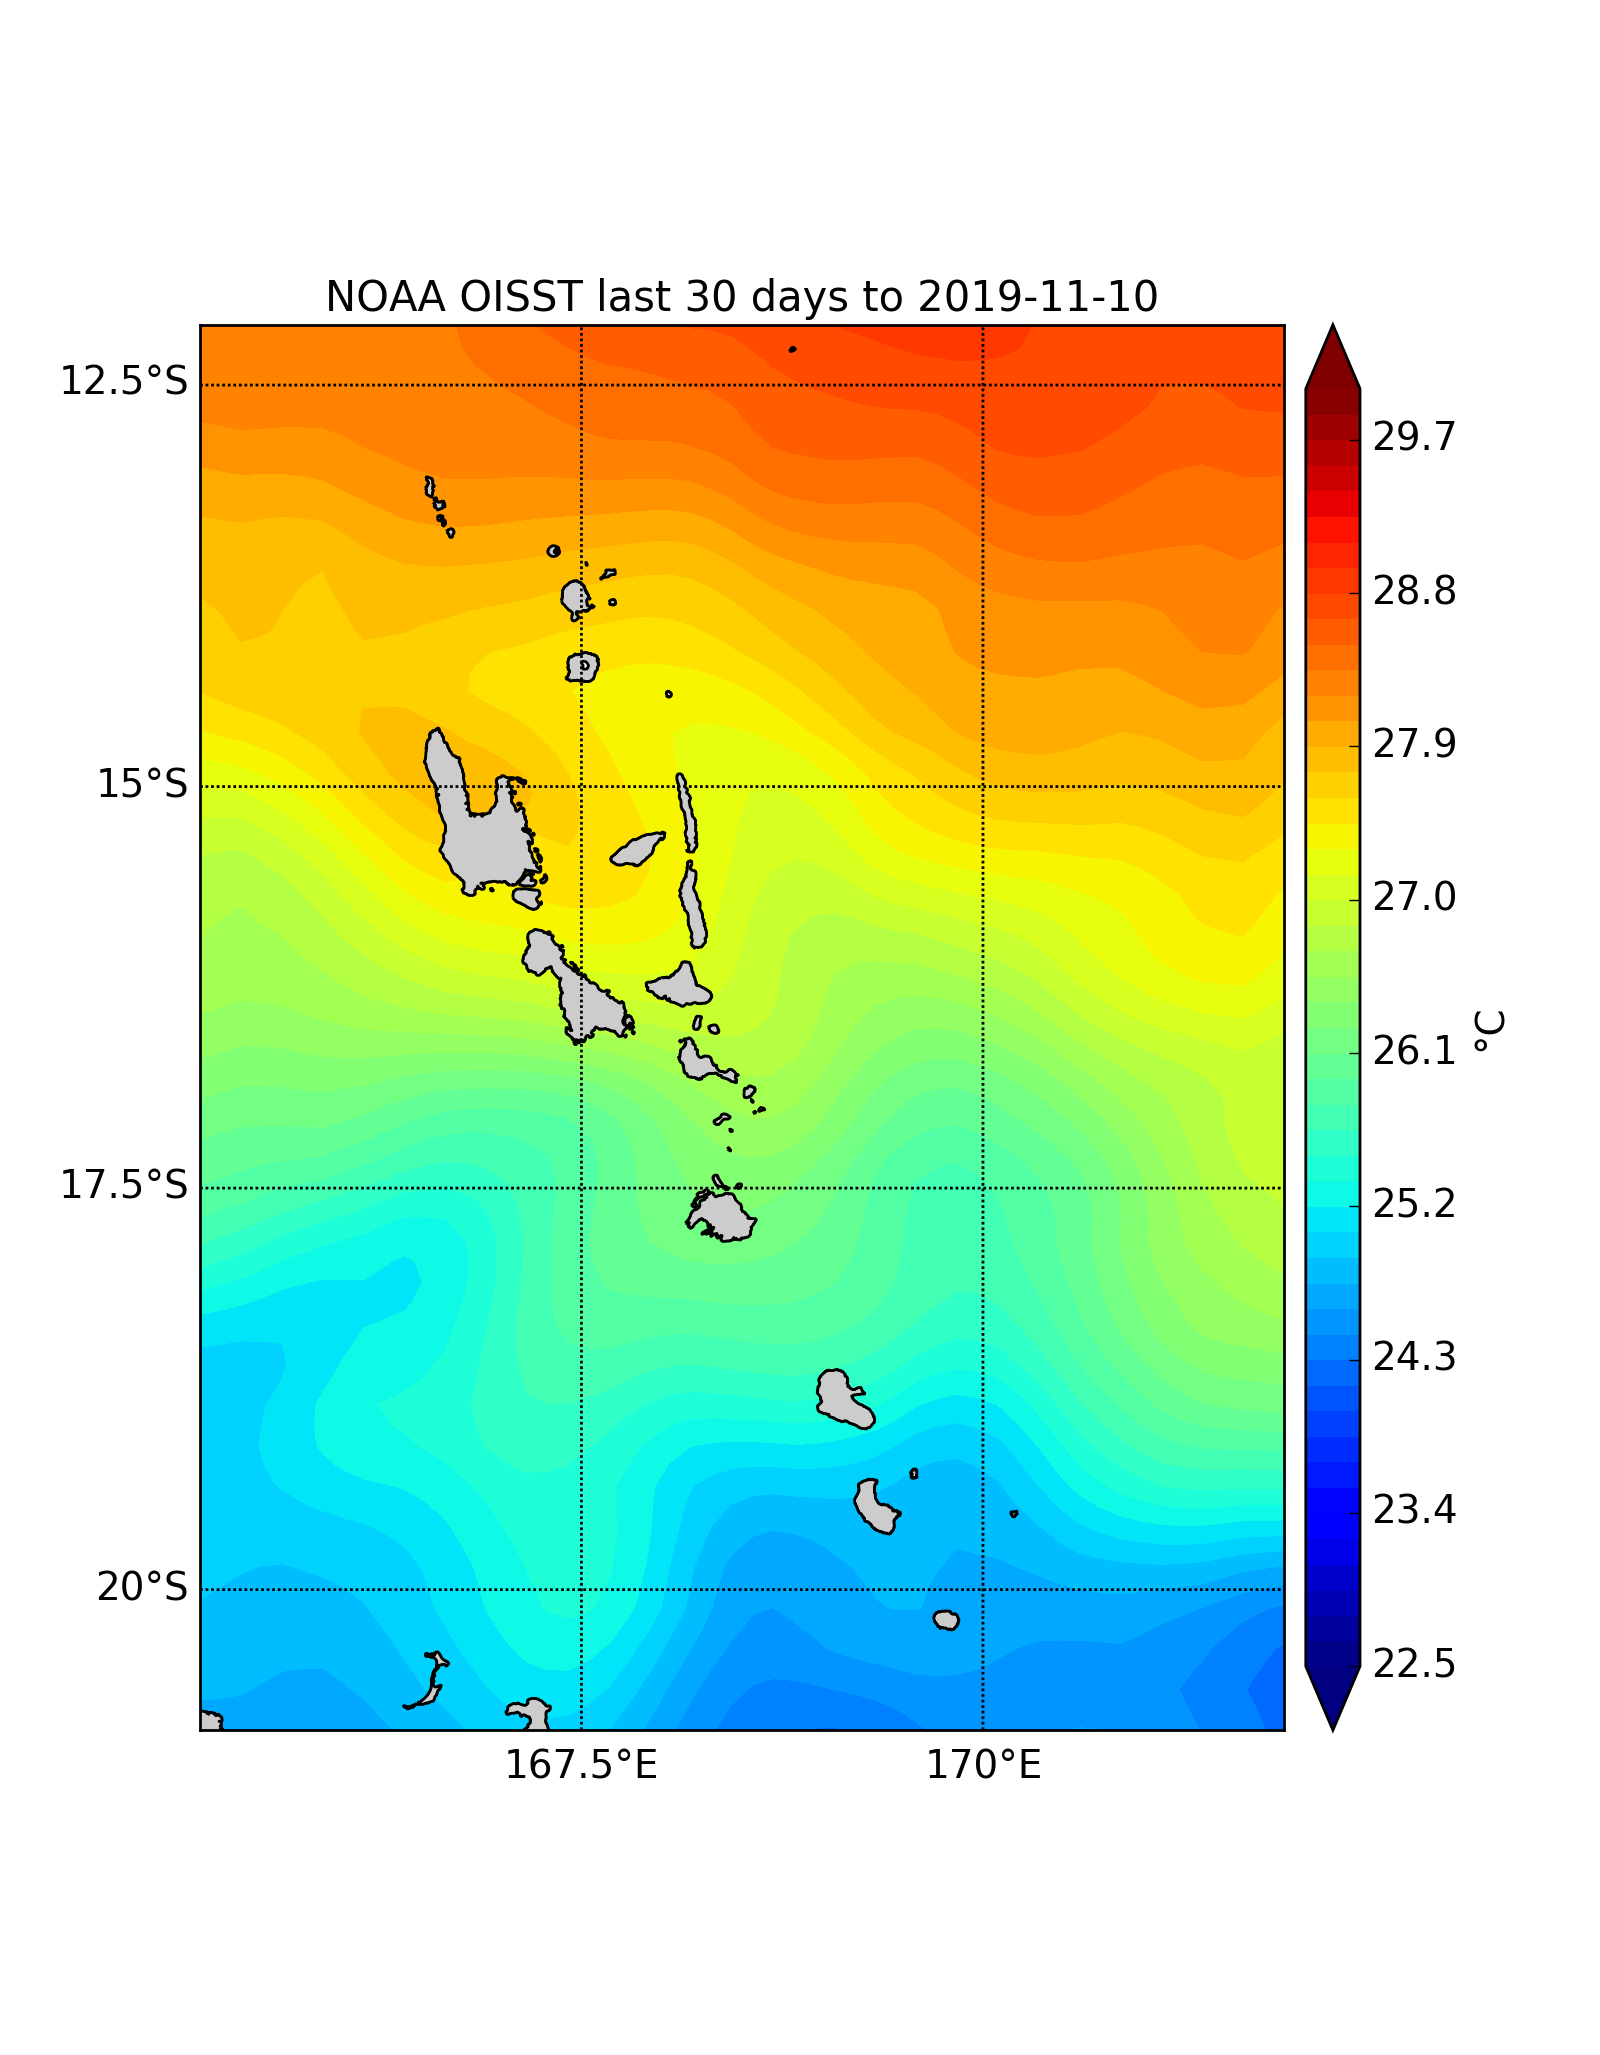 NOAA OISST last 30 days to 2019-11-10
12.5°S
15°S
17.5°S
20°S
167.5°E
170°E
29.7
28.8
27.9
27.0
26.1
25.2
24.3
23.4
22.5
°C